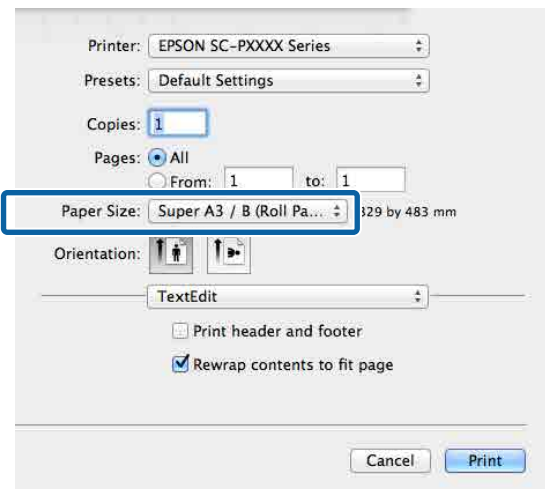 Printer: EPSON SC-PXXXX Series
Presets: Default Settings
Copies: 1
Pages: All
From: 1 to: 1
Paper Size: Super A3 / B (Roll Pa... 329 by 483 mm
Orientation:
TextEdit
Print header and footer
Rewrap contents to fit page
Cancel Print